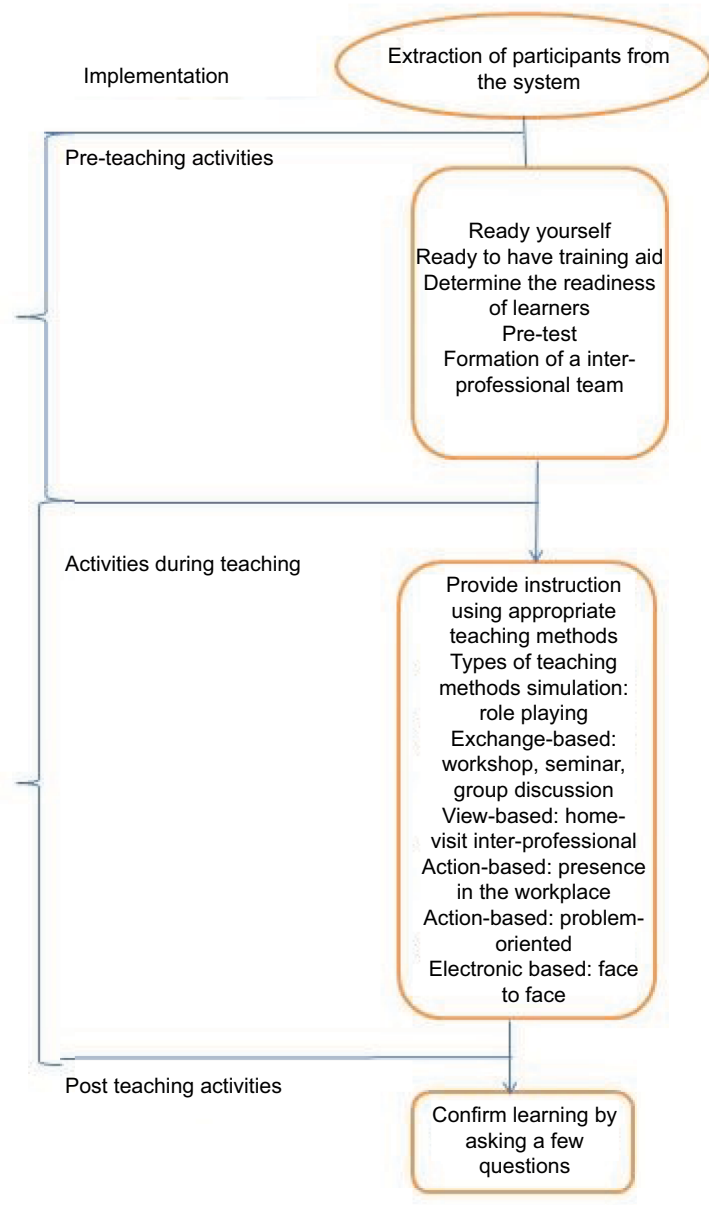 Extraction of participants from
the system
Implementation
Pre-teaching activities
Ready yourself
Ready to have training aid
Determine the readiness
of learners
Pre-test
Formation of a inter-
professional team
Activities during teaching
Provide instruction
using appropriate
teaching methods
Types of teaching
methods simulation:
role playing
Exchange-based:
workshop, seminar,
group discussion
View-based: home-
visit inter-professional
Action-based: presence
in the workplace
Action-based: problem-
oriented
Electronic based: face
to face
Post teaching activities
Confirm learning by
asking a few
questions